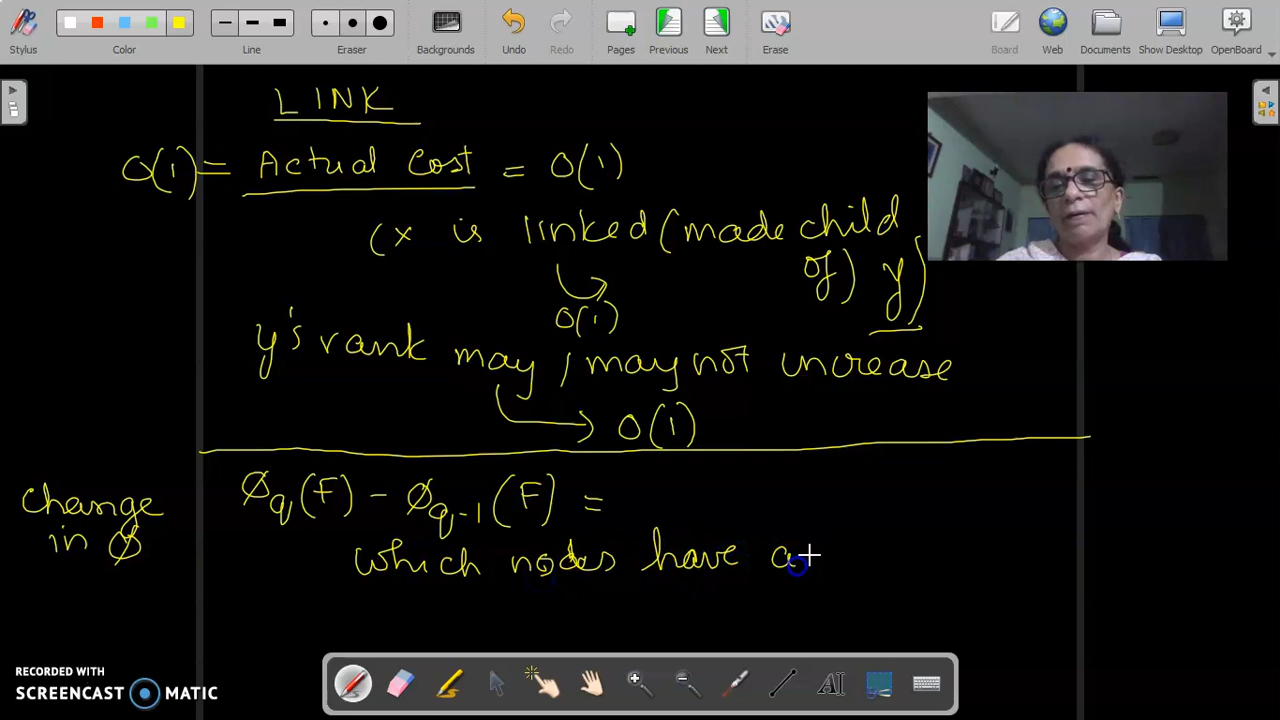 Stylus Color Line Eraser Backgrounds Undo Redo Pages Previous Next Erase Board Web Documents Show Desktop OpenBoard
LINK
O(1) = Actual Cost = O(1)
(x is linked (made child
of) y)
O(1)
y's rank may / may not increase
→ O(1)
change
in Ø
Øq(F) - Øq-1(F) =
which nodes have a
RECORDED WITH
SCREENCAST MATIC